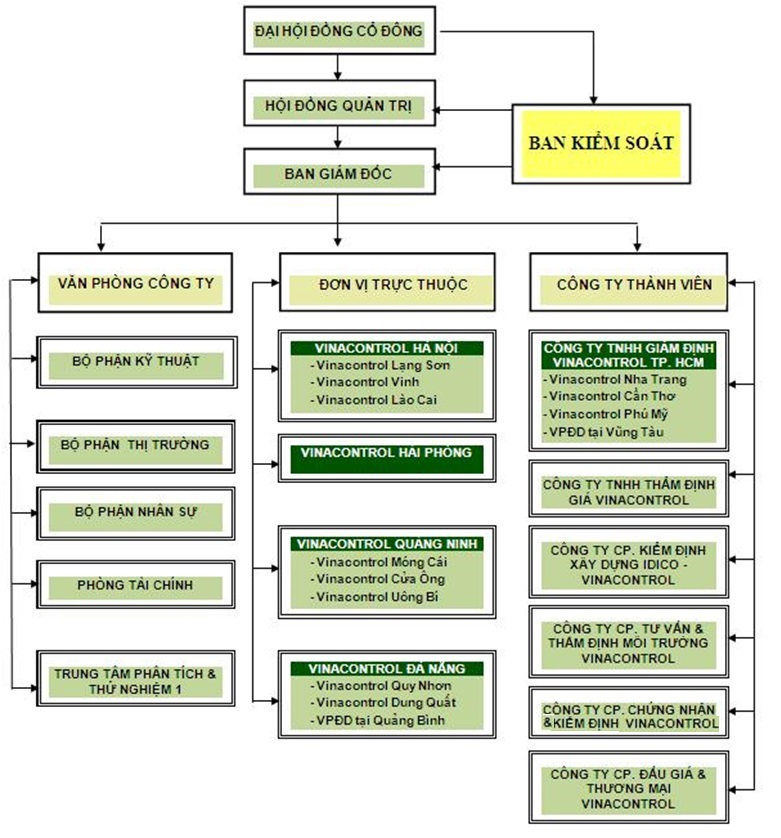 ĐẠI HỘI ĐỒNG CỔ ĐÔNG
HỘI ĐỒNG QUẢN TRỊ
BAN KIỂM SOÁT
BAN GIÁM ĐỐC
VĂN PHÒNG CÔNG TY
BỘ PHẬN KỸ THUẬT
BỘ PHẬN THỊ TRƯỜNG
BỘ PHẬN NHÂN SỰ
PHÒNG TÀI CHÍNH
TRUNG TÂM PHÂN TÍCH &
THỬ NGHIỆM 1
ĐƠN VỊ TRỰC THUỘC
VINACONTROL HÀ NỘI
- Vinacontrol Lạng Sơn
- Vinacontrol Vinh
- Vinacontrol Lào Cai
VINACONTROL HẢI PHÒNG
VINACONTROL QUẢNG NINH
- Vinacontrol Móng Cái
- Vinacontrol Cửa Ông
- Vinacontrol Uông Bí
VINACONTROL ĐÀ NẴNG
- Vinacontrol Quy Nhơn
- Vinacontrol Dung Quất
- VPĐD tại Quảng Bình
CÔNG TY THÀNH VIÊN
CÔNG TY TNHH GIÁM ĐỊNH
VINACONTROL TP. HCM
- Vinacontrol Nha Trang
- Vinacontrol Cần Thơ
- Vinacontrol Phú Mỹ
- VPĐD tại Vũng Tàu
CÔNG TY TNHH THẨM ĐỊNH
GIÁ VINACONTROL
CÔNG TY CP. KIỂM ĐỊNH
XÂY DỰNG IDICO -
VINACONTROL
CÔNG TY CP. TƯ VẤN &
THẨM ĐỊNH MÔI TRƯỜNG
VINACONTROL
CÔNG TY CP. CHỨNG NHẬN
&KIỂM ĐỊNH VINACONTROL
CÔNG TY CP. ĐẤU GIÁ &
THƯƠNG MẠI
VINACONTROL